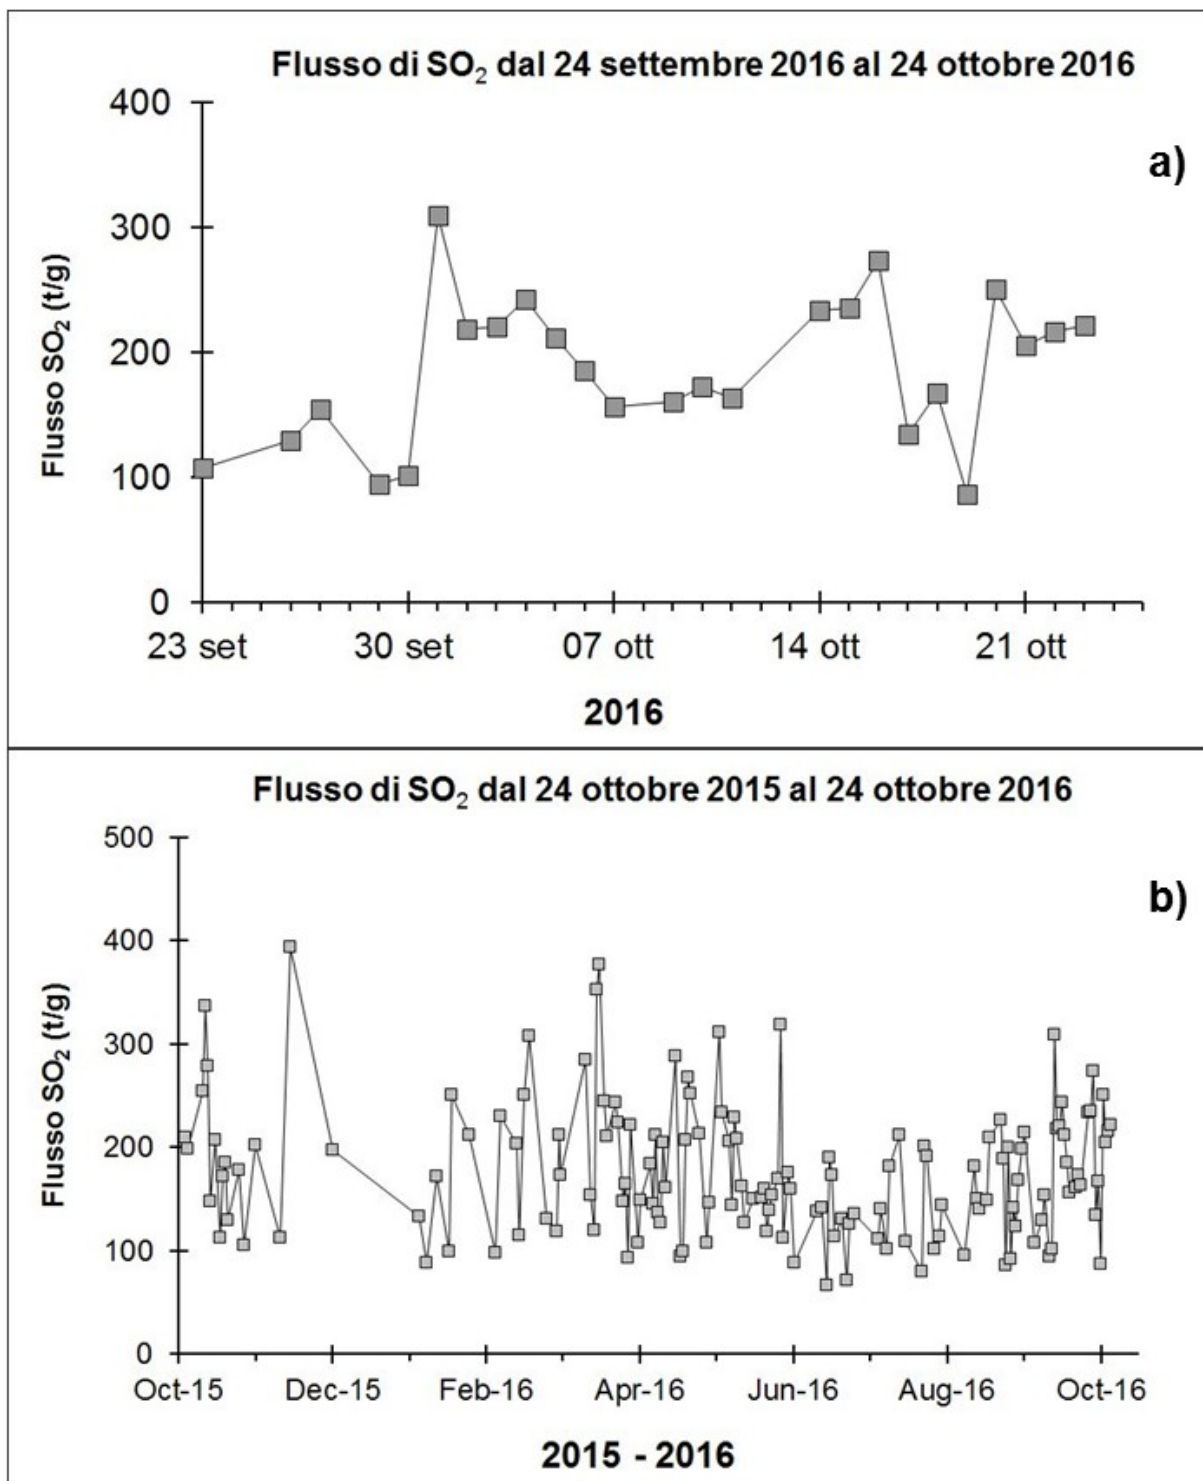 Flusso di SO₂ dal 24 settembre 2016 al 24 ottobre 2016
a)
Flusso SO₂ (t/g)
400
300
200
100
0
23 set 30 set 07 ott 14 ott 21 ott
2016
Flusso di SO₂ dal 24 ottobre 2015 al 24 ottobre 2016
b)
Flusso SO₂ (t/g)
500
400
300
200
100
0
Oct-15 Dec-15 Feb-16 Apr-16 Jun-16 Aug-16 Oct-16
2015 - 2016